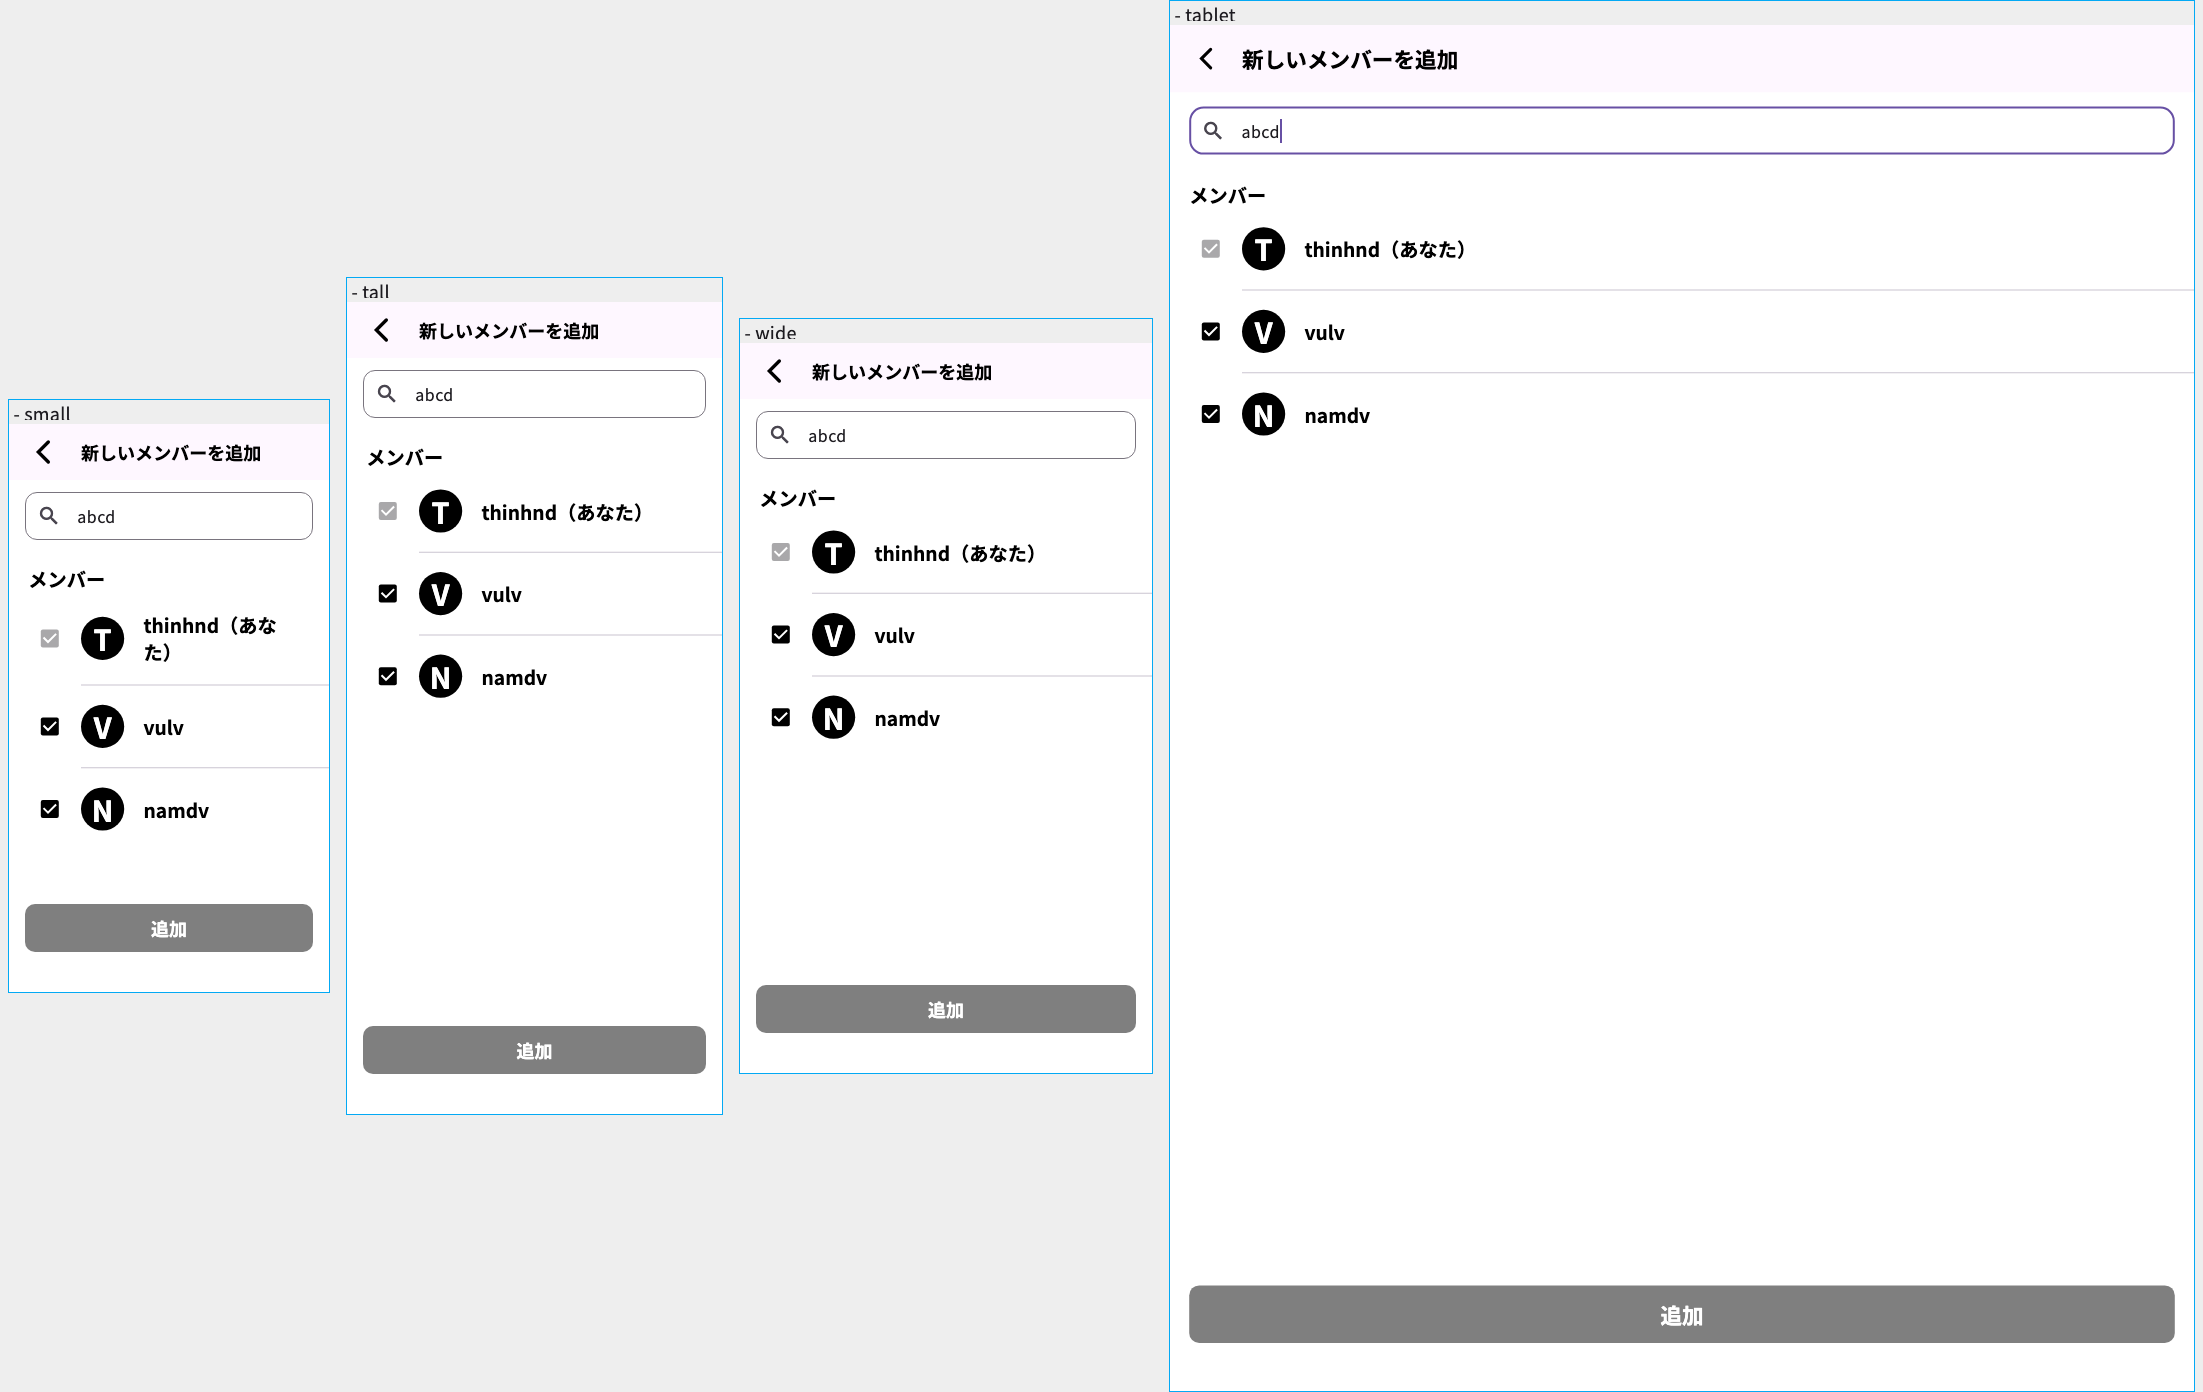 - small
新しいメンバーを追加
abcd
メンバー
T
thinhnd（あな
た）
V
vulv
N
namdv
追加
- tall
新しいメンバーを追加
abcd
メンバー
T
thinhnd（あなた）
V
vulv
N
namdv
追加
- wide
新しいメンバーを追加
abcd
メンバー
T
thinhnd（あなた）
V
vulv
N
namdv
追加
- tablet
新しいメンバーを追加
abcd
メンバー
T
thinhnd（あなた）
V
vulv
N
namdv
追加